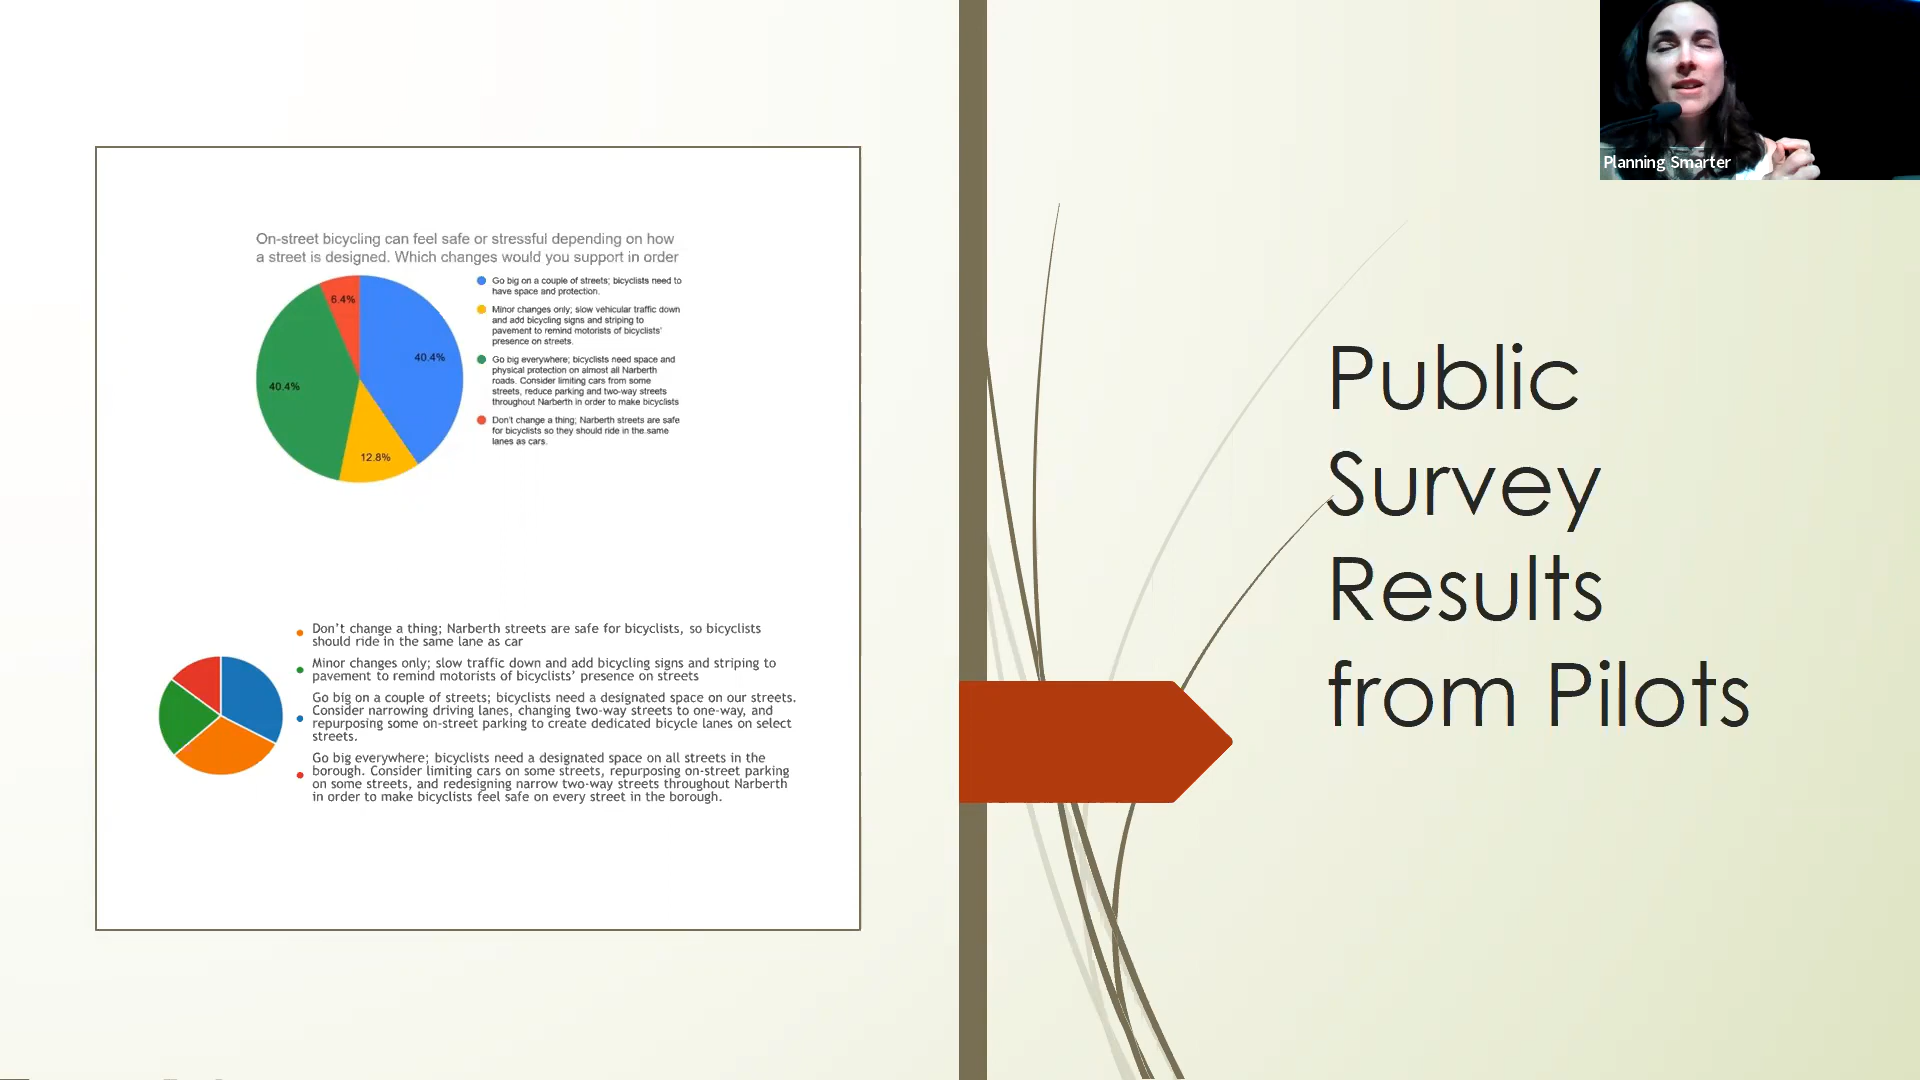 On-street bicycling can feel safe or stressful depending on how
a street is designed. Which changes would you support in order
6.4%
40.4%
40.4%
12.8%
Go big on a couple of streets; bicyclists need to
have space and protection.
Minor changes only; slow vehicular traffic down
and add bicycling signs and striping to
pavement to remind motorists of bicyclists'
presence on streets.
Go big everywhere; bicyclists need space and
physical protection on almost all Narberth
roads. Consider limiting cars from some
streets, reduce parking and two-way streets
throughout Narberth in order to make bicyclists
Don't change a thing; Narberth streets are safe
for bicyclists so they should ride in the same
lanes as cars.
Don't change a thing; Narberth streets are safe for bicyclists, so bicyclists
should ride in the same lane as car
Minor changes only; slow traffic down and add bicycling signs and striping to
pavement to remind motorists of bicyclists' presence on streets
Go big on a couple of streets; bicyclists need a designated space on our streets.
Consider narrowing driving lanes, changing two-way streets to one-way, and
repurposing some on-street parking to create dedicated bicycle lanes on select
streets.
Go big everywhere; bicyclists need a designated space on all streets in the
borough. Consider limiting cars on some streets, repurposing on-street parking
on some streets, and redesigning narrow two-way streets throughout Narberth
in order to make bicyclists feel safe on every street in the borough.
Public
Survey
Results
from Pilots
Planning Smarter